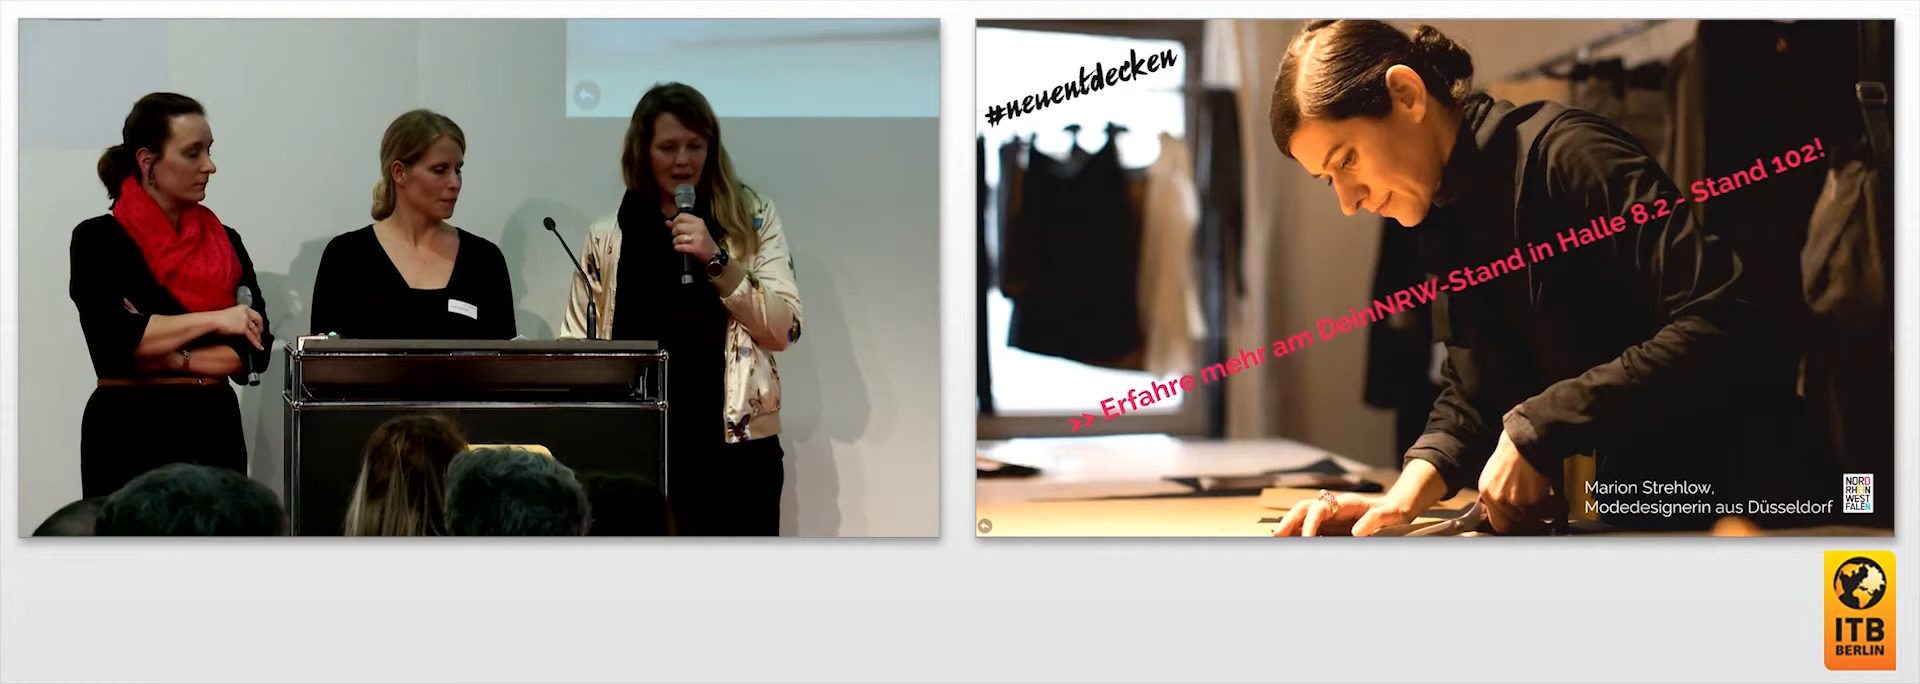 #neuentdecken
>> Erfahre mehr am DeinNRW-Stand in Halle 8.2 - Stand 102!
Marion Strehlow,
Modedesignerin aus Düsseldorf
NORD
RHEIN
WEST
FALEN
ITB
BERLIN